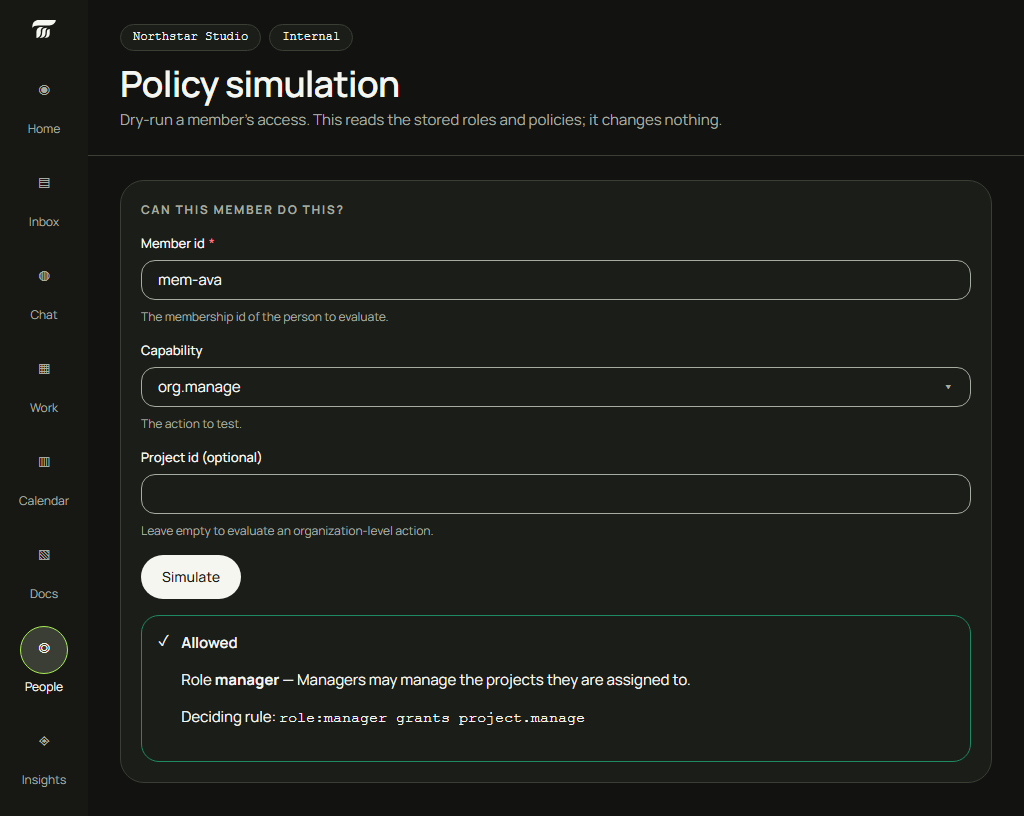 Northstar Studio
Internal
Policy simulation
Dry-run a member's access. This reads the stored roles and policies; it changes nothing.
Home
Inbox
Chat
Work
Calendar
Docs
People
Insights
CAN THIS MEMBER DO THIS?
Member id *
mem-ava
The membership id of the person to evaluate.
Capability
org.manage
The action to test.
Project id (optional)
Leave empty to evaluate an organization-level action.
Simulate
✓ Allowed
Role manager — Managers may manage the projects they are assigned to.
Deciding rule: role:manager grants project.manage